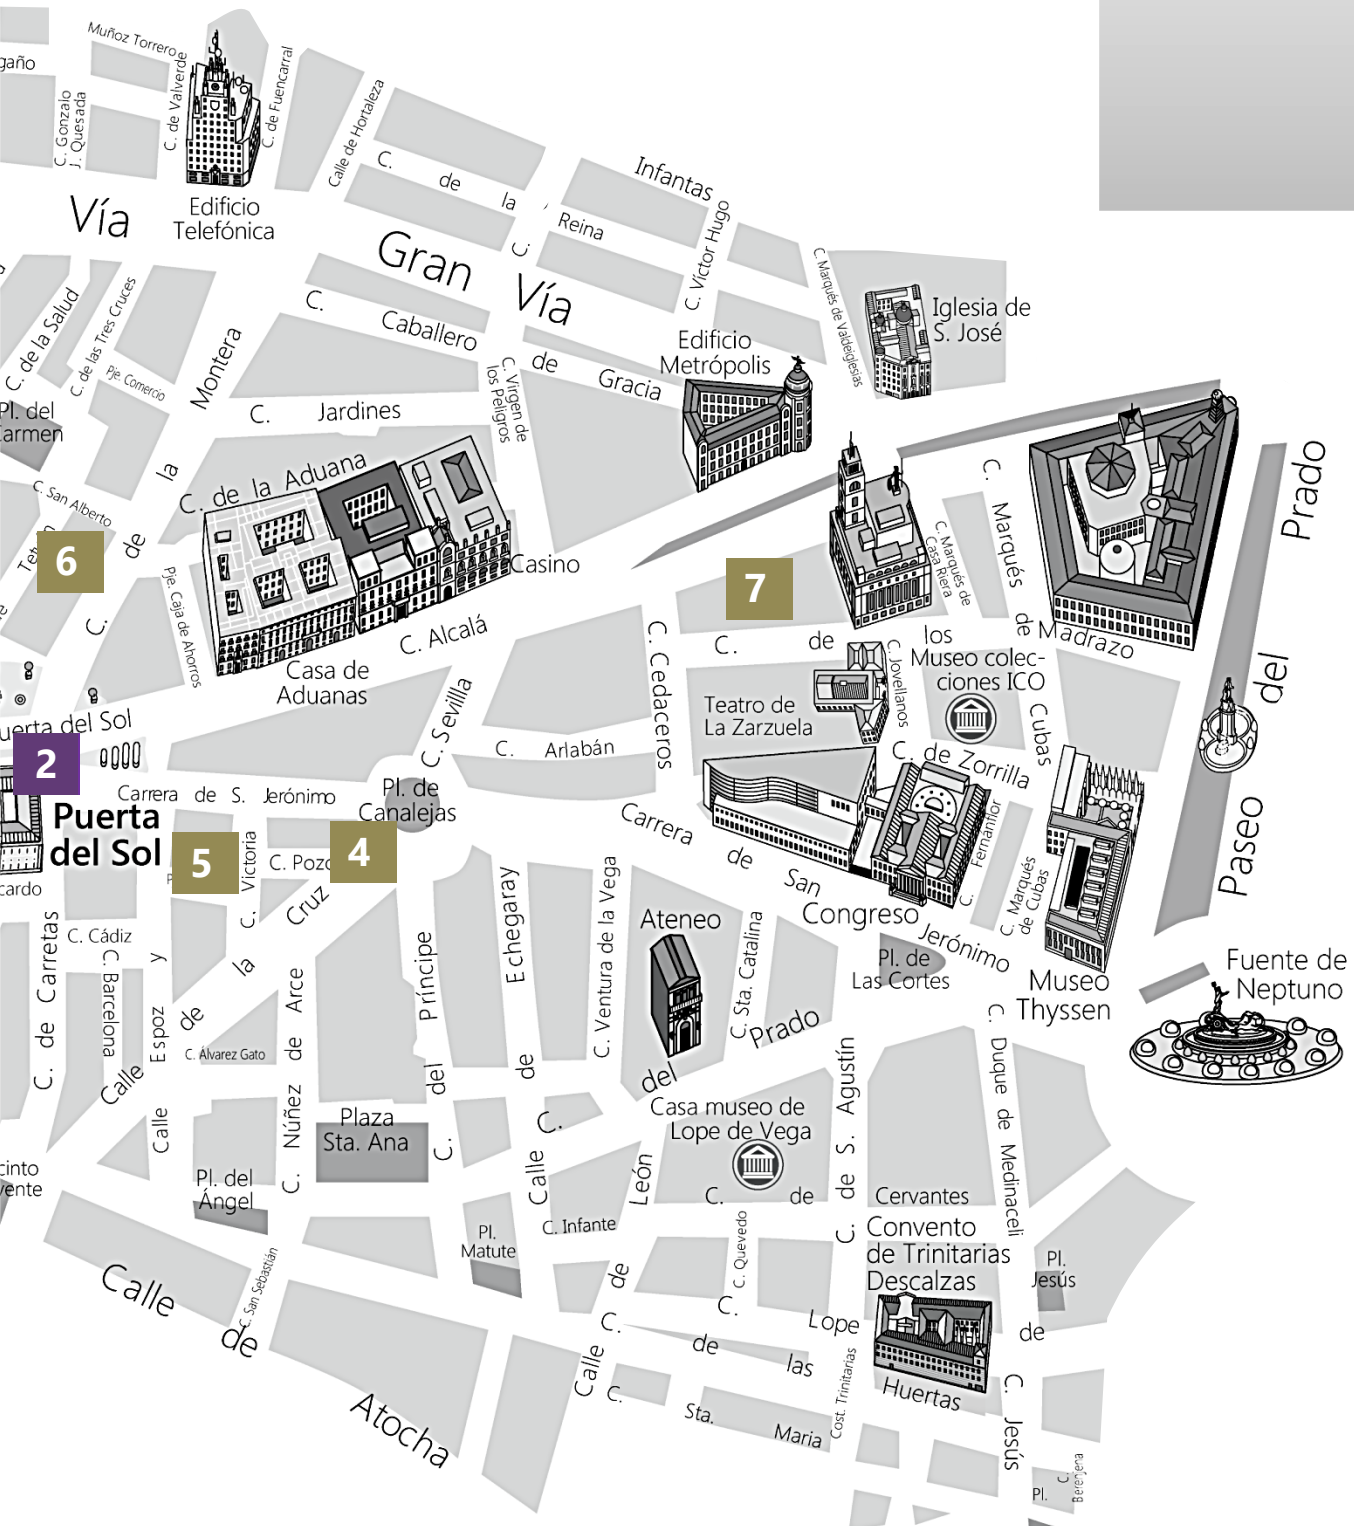 Muñoz Torrero
gaño
C. Gonzalo
J. Quesada
C. de Valverde
C. de Fuencarral
Calle de Hortaleza
Edificio
Telefónica
Vía
C. de la Reina
Infantas
C. Víctor Hugo
C.
Gran Vía
C. Marqués de Valdeiglesias
Iglesia de
S. José
C. de la Salud
C. de las Tres Cruces
Pje. Comercio
Montera
C. Caballero de Gracia
Edificio
Metrópolis
C. Virgen de
los Peligros
C. Jardines
Pl. del
Carmen
C. San Alberto
la
de
C.
C. de la Aduana
Casino
6
Pje. Caja de Ahorros
C. Alcalá
Casa de
Aduanas
7
C. Marqués de
Casa Riera
C. Marqués de Cubas
Prado
del
Paseo
C. de los Madrazo
C. Cedaceros
C. Jovellanos
Museo colec-
ciones ICO
Teatro de
La Zarzuela
C. Sevilla
C. Arlabán
C. de Zorrilla
uerta del Sol
2
Puerta
del Sol
Carrera de S. Jerónimo
Pl. de
Canalejas
5
4
C. Pozo
C. Victoria
cardo
Carrera de San Jerónimo
Congreso
C. Fernanflor
C. Marqués
de Cubas
Museo
Thyssen
Fuente de
Neptuno
Pl. de
Las Cortes
Ateneo
C. Sta. Catalina
C. Ventura de la Vega
C. de Echegaray
C. del Príncipe
Calle de la Cruz
C. Cádiz
C. Barcelona
C. de Carretas
Calle Espoz y
C. Álvarez Gato
C. Núñez de Arce
Plaza
Sta. Ana
C. del Prado
C. de S. Agustín
C. Duque de Medinaceli
Casa museo de
Lope de Vega
C. de Cervantes
Pl. del
Ángel
cinto
vente
Calle
Pl.
Matute
C. Infante
León
de
Calle
C. Quevedo
Convento
de Trinitarias
Descalzas
Pl.
Jesús
C. Lope de
C. de las Huertas
Calle de Atocha
C. San Sebastián
C. Sta. Maria
Cost. Trinitarias
C. Jesús
Pl.
C.
Berenjena